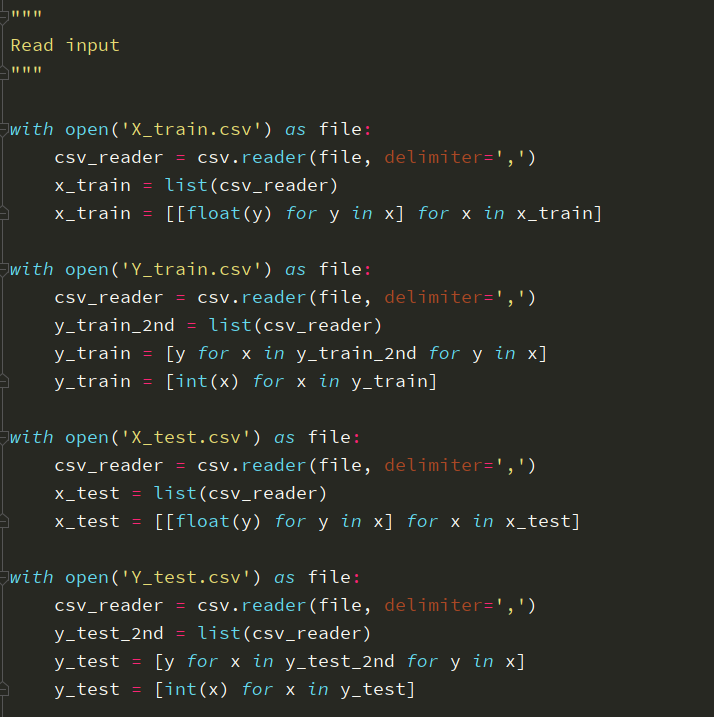 """
Read input
"""
with open('X_train.csv') as file:
    csv_reader = csv.reader(file, delimiter=',')
    x_train = list(csv_reader)
    x_train = [[float(y) for y in x] for x in x_train]
with open('Y_train.csv') as file:
    csv_reader = csv.reader(file, delimiter=',')
    y_train_2nd = list(csv_reader)
    y_train = [y for x in y_train_2nd for y in x]
    y_train = [int(x) for x in y_train]
with open('X_test.csv') as file:
    csv_reader = csv.reader(file, delimiter=',')
    x_test = list(csv_reader)
    x_test = [[float(y) for y in x] for x in x_test]
with open('Y_test.csv') as file:
    csv_reader = csv.reader(file, delimiter=',')
    y_test_2nd = list(csv_reader)
    y_test = [y for x in y_test_2nd for y in x]
    y_test = [int(x) for x in y_test]